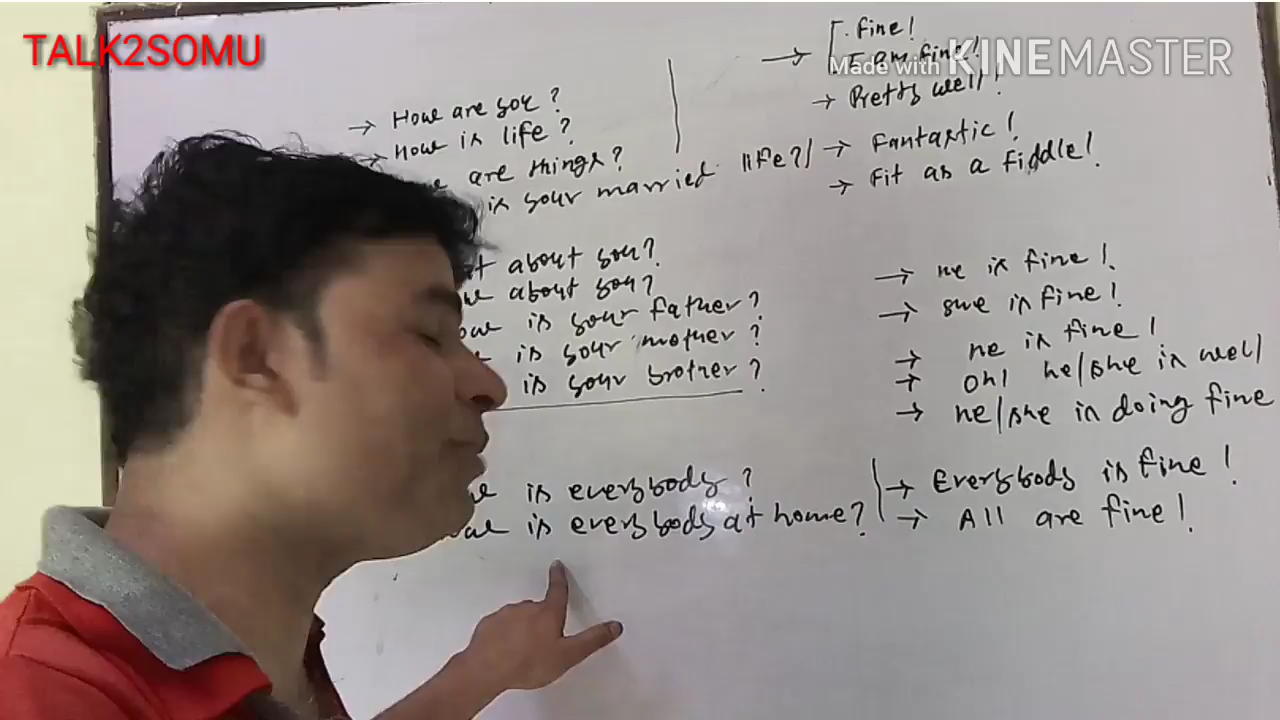 TALK2SOMU
Made with KINEMASTER
→ How are you?
→ How is life?
are things?
is your married life?/
about you?
about you?
is your father?
is your mother?
is your brother?
is everybody?
is everybody at home?
→ Fine!
I am fine!
→ Pretty well!
→ Fantastic!
→ Fit as a Fiddle!
→ He is fine!
→ She is fine!
→ He is fine!
→ Oh! He/She is well/
→ He/She is doing fine
→ Everybody is fine!
→ All are fine!